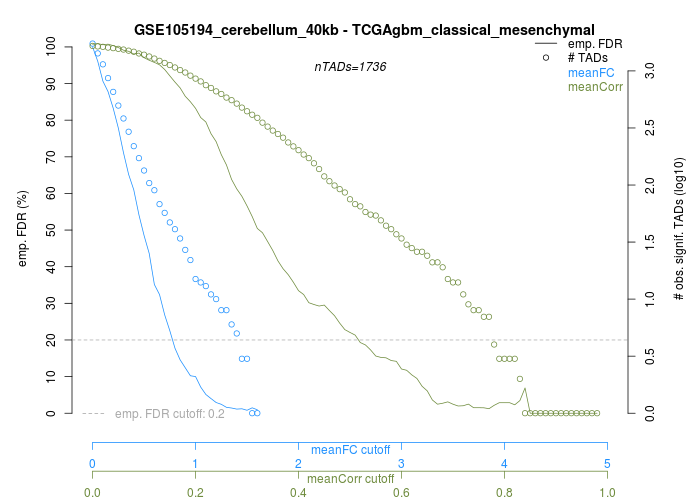 GSE105194_cerebellum_40kb - TCGAgbm_classical_mesenchymal
emp. FDR
# TADs
meanFC
meanCorr
nTADs=1736
emp. FDR (%)
100
90
80
70
60
50
40
30
20
10
0
# obs. signif. TADs (log10)
3.0
2.5
2.0
1.5
1.0
0.5
0.0
emp. FDR cutoff: 0.2
meanFC cutoff
0 1 2 3 4 5
meanCorr cutoff
0.0 0.2 0.4 0.6 0.8 1.0